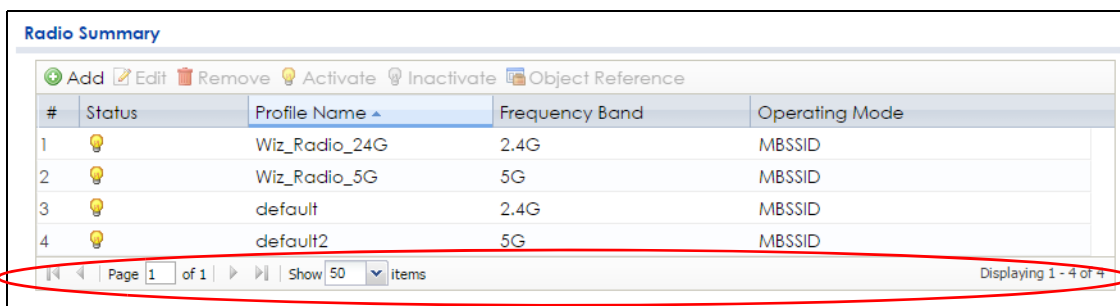 Radio Summary
Add Edit Remove Activate Inactivate Object Reference
# Status Profile Name Frequency Band Operating Mode
1 Wiz_Radio_24G 2.4G MBSSID
2 Wiz_Radio_5G 5G MBSSID
3 default 2.4G MBSSID
4 default2 5G MBSSID
Page 1 of 1 Show 50 items Displaying 1 - 4 of 4